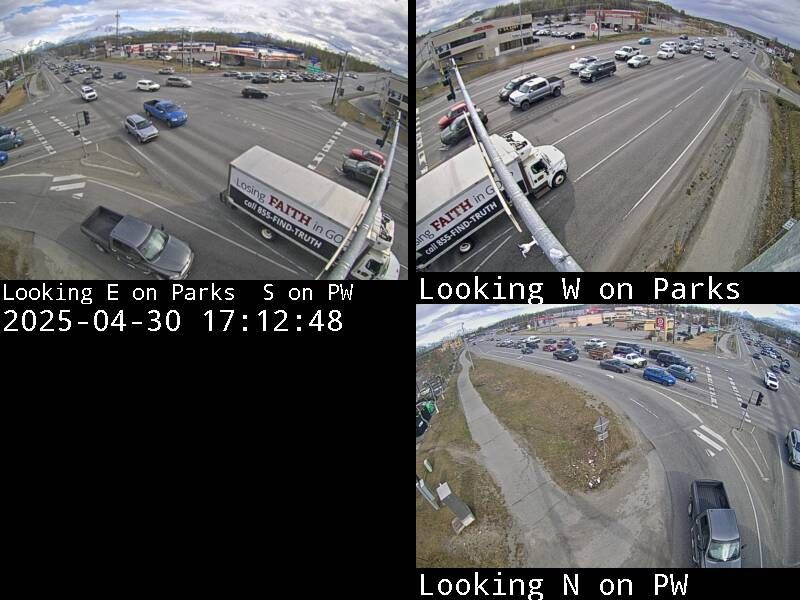 Losing FAITH in GO
call 855-FIND-TRUTH
Losing FAITH in GO
call 855-FIND-TRUTH
Looking E on Parks  S on PW
2025-04-30 17:12:48
Looking W on Parks
Looking N on PW